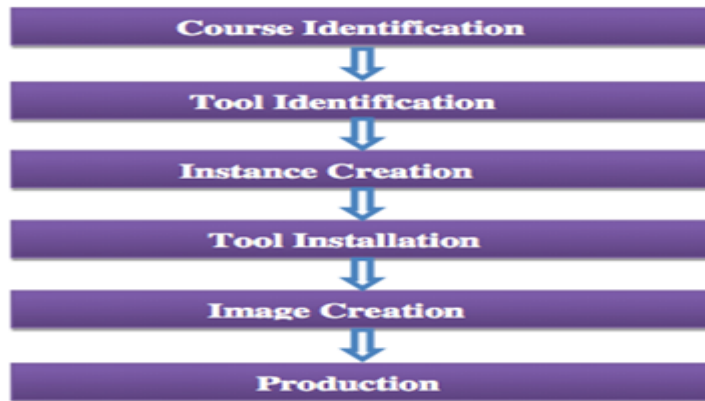 Course Identification
Tool Identification
Instance Creation
Tool Installation
Image Creation
Production